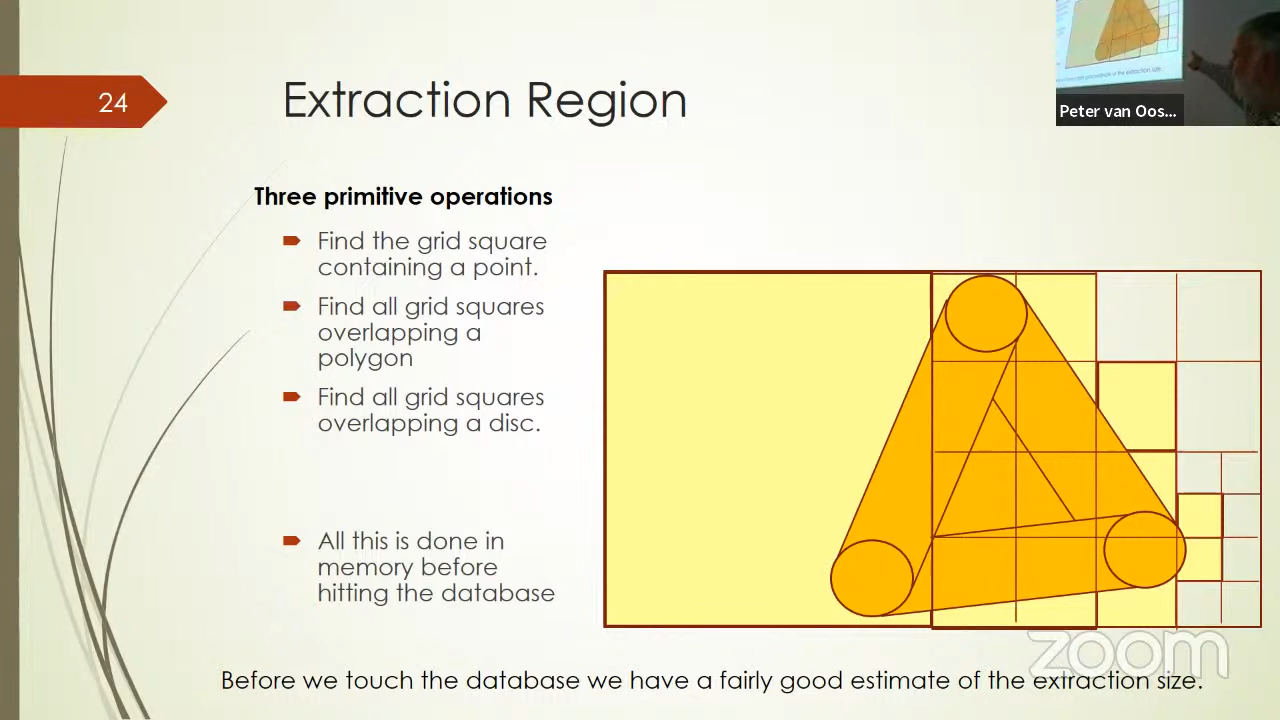 24
Extraction Region
Peter van Oos...
Three primitive operations
Find the grid square
containing a point.
Find all grid squares
overlapping a
polygon
Find all grid squares
overlapping a disc.
All this is done in
memory before
hitting the database
zoom
Before we touch the database we have a fairly good estimate of the extraction size.